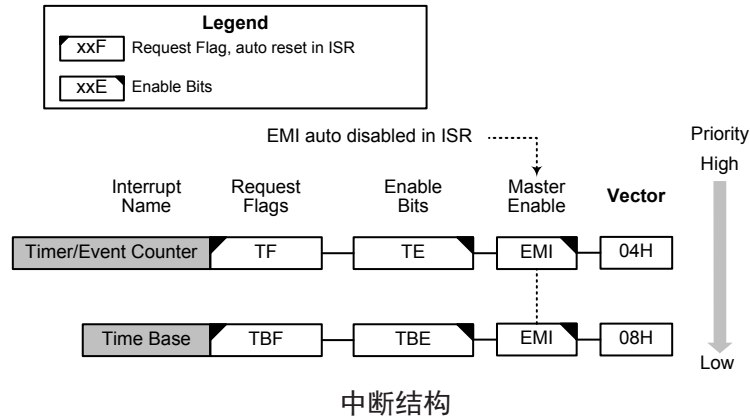 Legend
xxF Request Flag, auto reset in ISR
xxE Enable Bits
EMI auto disabled in ISR
Priority
High
Interrupt Name
Request Flags
Enable Bits
Master Enable
Vector
Timer/Event Counter TF TE EMI 04H
Time Base TBF TBE EMI 08H
Low
中断结构